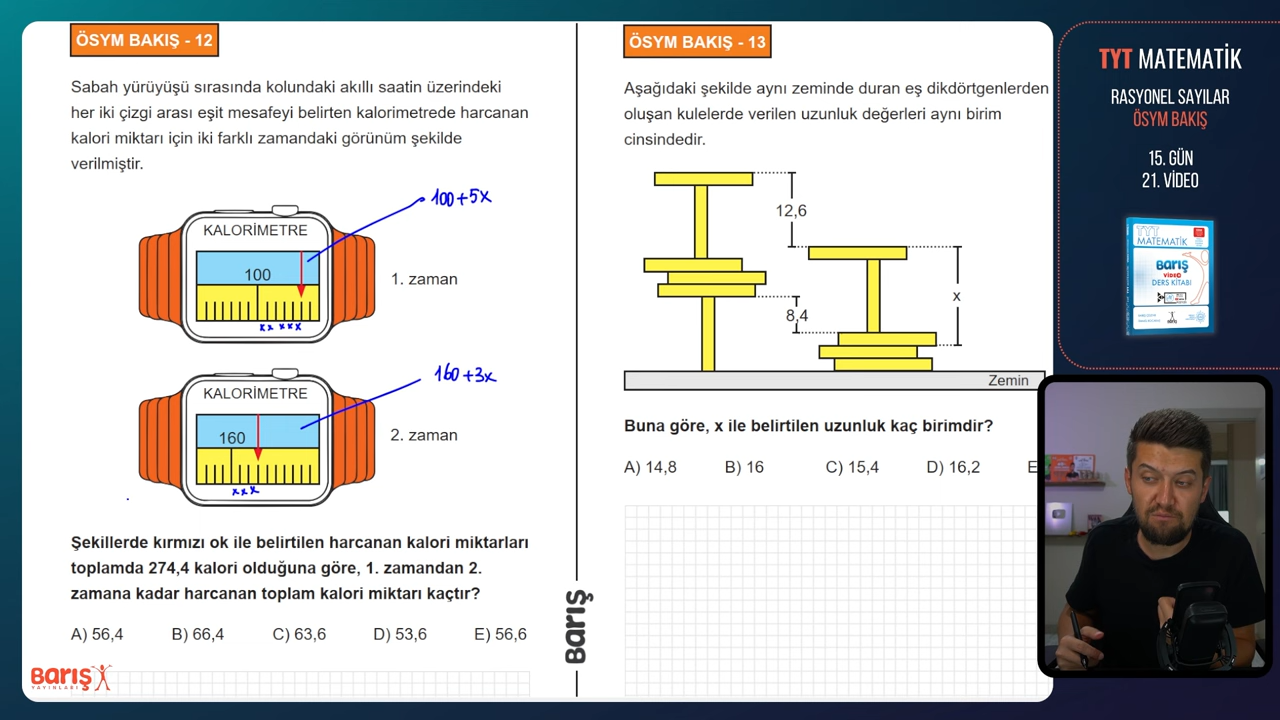 ÖSYM BAKIŞ - 12
Sabah yürüyüşü sırasında kolundaki akıllı saatin üzerindeki
her iki çizgi arası eşit mesafeyi belirten kalorimetrede harcanan
kalori miktarı için iki farklı zamandaki görünüm şekilde
verilmiştir.
100+5x
KALORİMETRE
100
1. zaman
x x x x x
160+3x
KALORİMETRE
160
2. zaman
x x x
Şekillerde kırmızı ok ile belirtilen harcanan kalori miktarları
toplamda 274,4 kalori olduğuna göre, 1. zamandan 2.
zamana kadar harcanan toplam kalori miktarı kaçtır?
A) 56,4 B) 66,4 C) 63,6 D) 53,6 E) 56,6
BARIŞ
YAYINLARI
BARIŞ
ÖSYM BAKIŞ - 13
Aşağıdaki şekilde aynı zeminde duran eş dikdörtgenlerden
oluşan kulelerde verilen uzunluk değerleri aynı birim
cinsindedir.
12,6
x
8,4
Zemin
Buna göre, x ile belirtilen uzunluk kaç birimdir?
A) 14,8 B) 16 C) 15,4 D) 16,2 E
TYT MATEMATİK
RASYONEL SAYILAR
ÖSYM BAKIŞ
15. GÜN
21. VİDEO
TYT
MATEMATİK
BARIŞ
VİDEO
DERS KİTABI